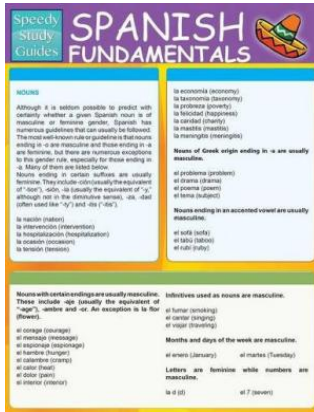 Speedy
Study
Guides
SPANISH
FUNDAMENTALS
NOUNS
Although it is seldom possible to predict with
certainty whether a given Spanish noun is of
masculine or feminine gender, Spanish has
numerous guidelines that can usually be followed.
The most well-known rule or guideline is that nouns
ending in -o are masculine and those ending in -a
are feminine, but there are numerous exceptions
to this gender rule, especially for those ending in
-a. Many of them are listed below.
Nouns ending in certain suffixes are usually
feminine. They include -ción (usually the equivalent
of "-tion"), -sión, -ía (usually the equivalent of "-y,"
although not in the diminutive sense), -za, -dad
(often used like "-ty") and -itis ("-itis").
la nación (nation)
la intervención (intervention)
la hospitalización (hospitalization)
la ocasión (occasion)
la tensión (tension)
la economía (economy)
la taxonomía (taxonomy)
la pobreza (poverty)
la felicidad (happiness)
la caridad (charity)
la mastitis (mastitis)
la meningitis (meningitis)
Nouns of Greek origin ending in -a are usually
masculine.
el problema (problem)
el drama (drama)
el poema (poem)
el tema (subject)
Nouns ending in an accented vowel are usually
masculine.
el sofá (sofa)
el tabú (taboo)
el rubí (ruby)
Nouns with certain endings are usually masculine.
These include -aje (usually the equivalent of
"-age"), -ambre and -or. An exception is flor
(flower).
el coraje (courage)
el mensaje (message)
el espionaje (espionage)
el hambre (hunger)
el calambre (cramp)
el calor (heat)
el dolor (pain)
el interior (interior)
Infinitives used as nouns are masculine.
el fumar (smoking)
el cantar (singing)
el viajar (traveling)
Months and days of the week are masculine.
el enero (January) el martes (Tuesday)
Letters are feminine while numbers are
masculine.
la d (d) el 7 (seven)